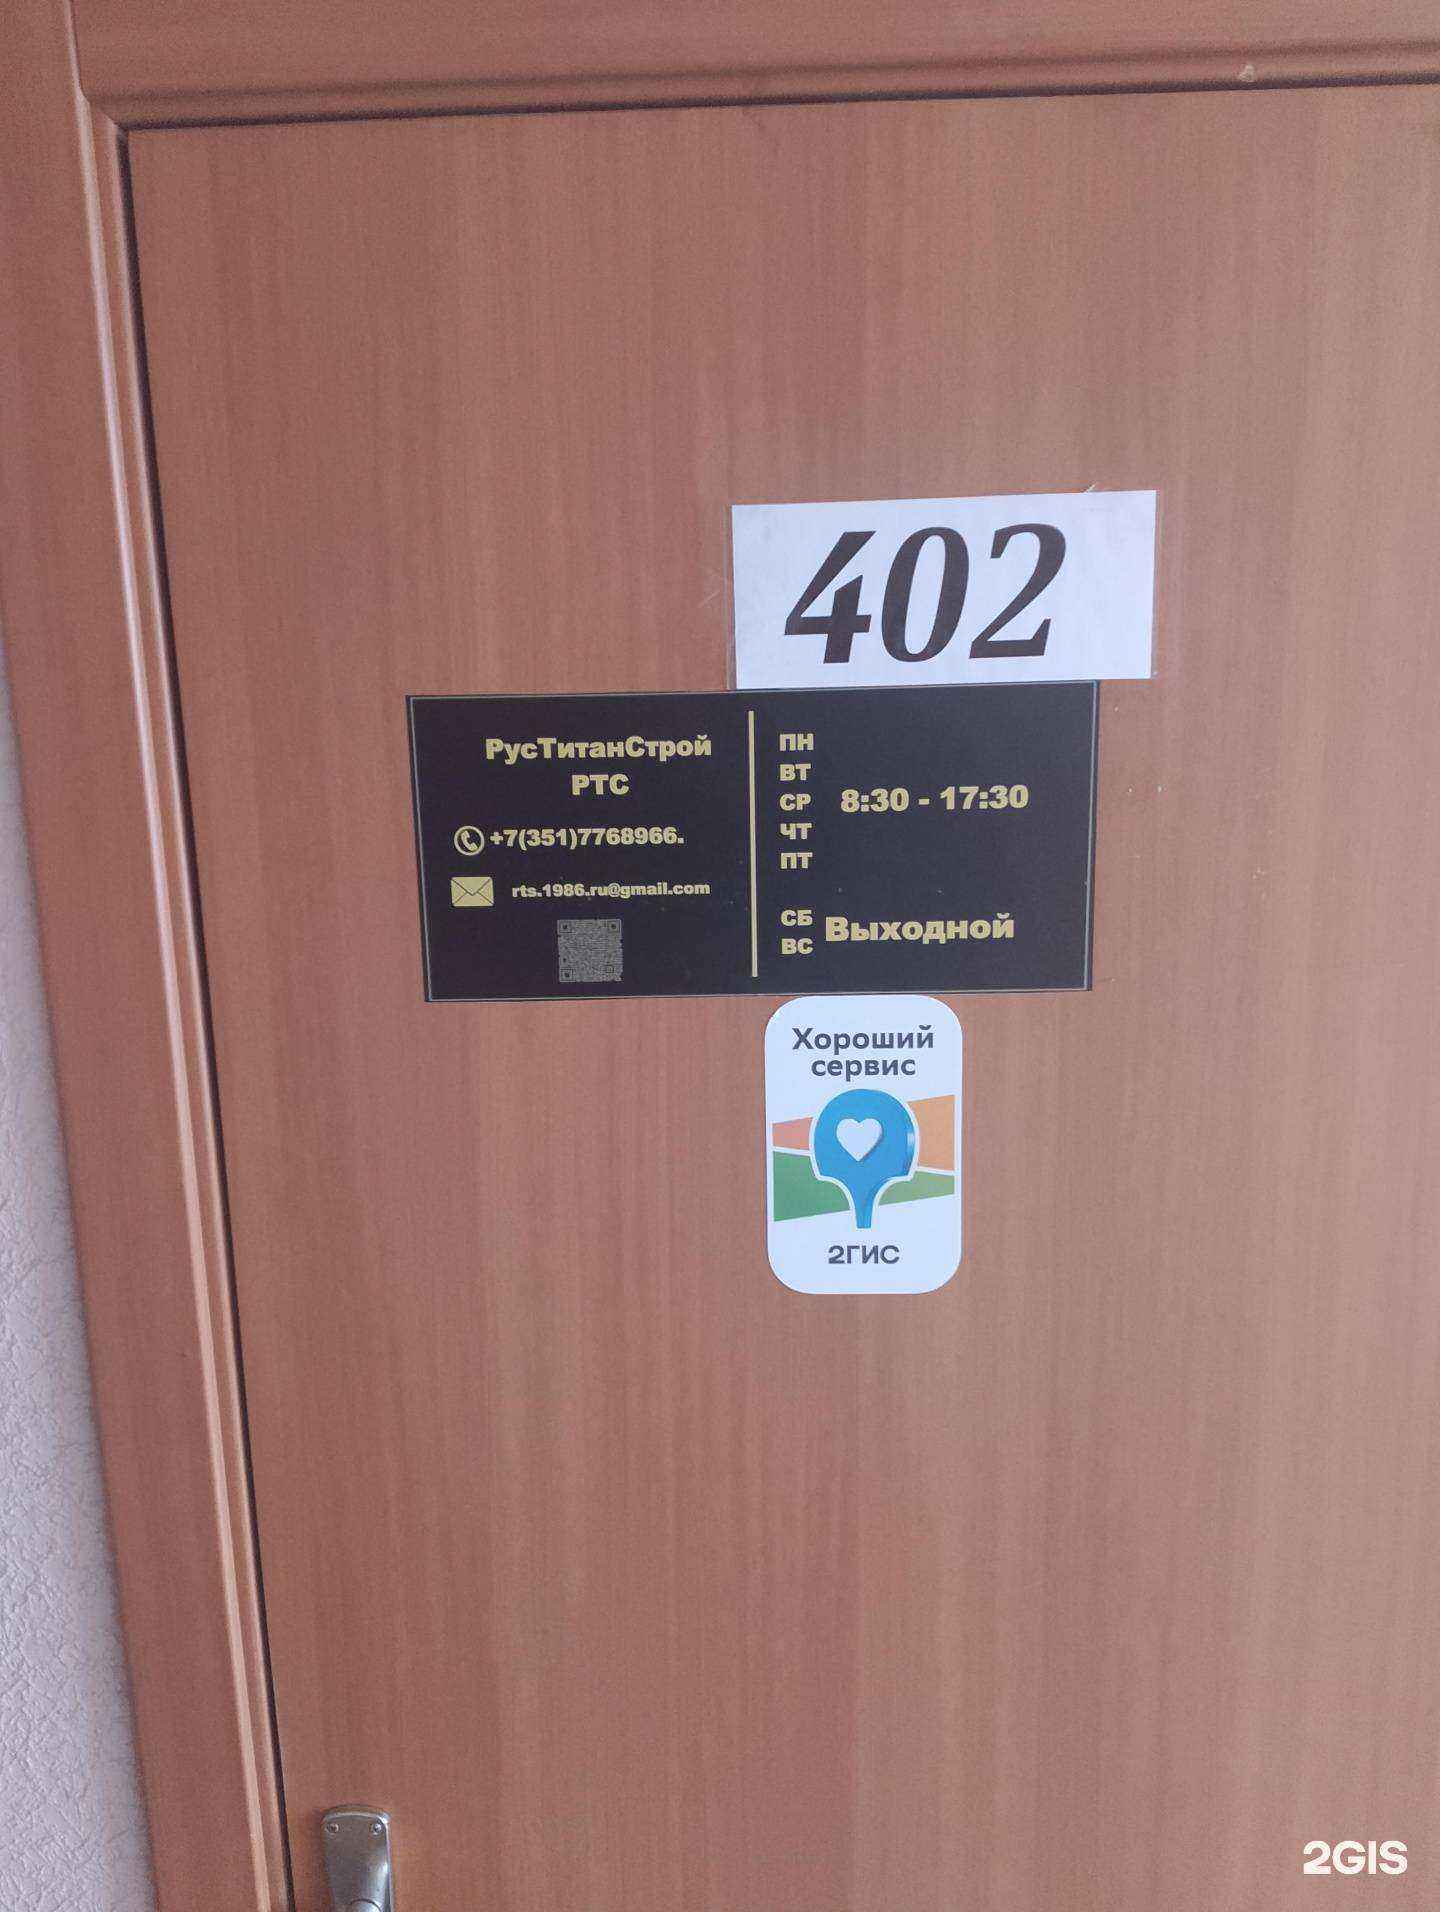 402
РусТитанСтрой
РТС
+7(351)7768966.
rts.1986.ru@gmail.com
ПН
ВТ
СР
ЧТ
ПТ
8:30 - 17:30
СБ
ВС
Выходной
Хороший
сервис
2ГИС
2GIS